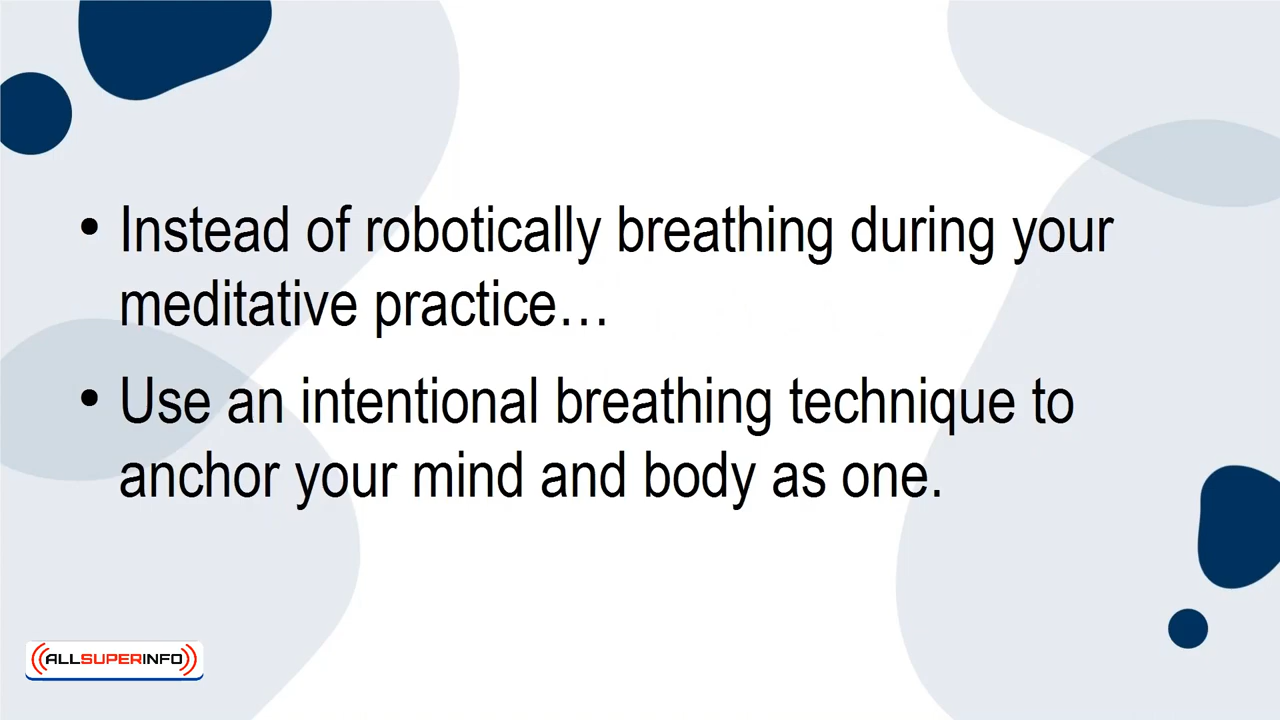 • Instead of robotically breathing during your
meditative practice…
• Use an intentional breathing technique to
anchor your mind and body as one.
ALLSUPERINFO